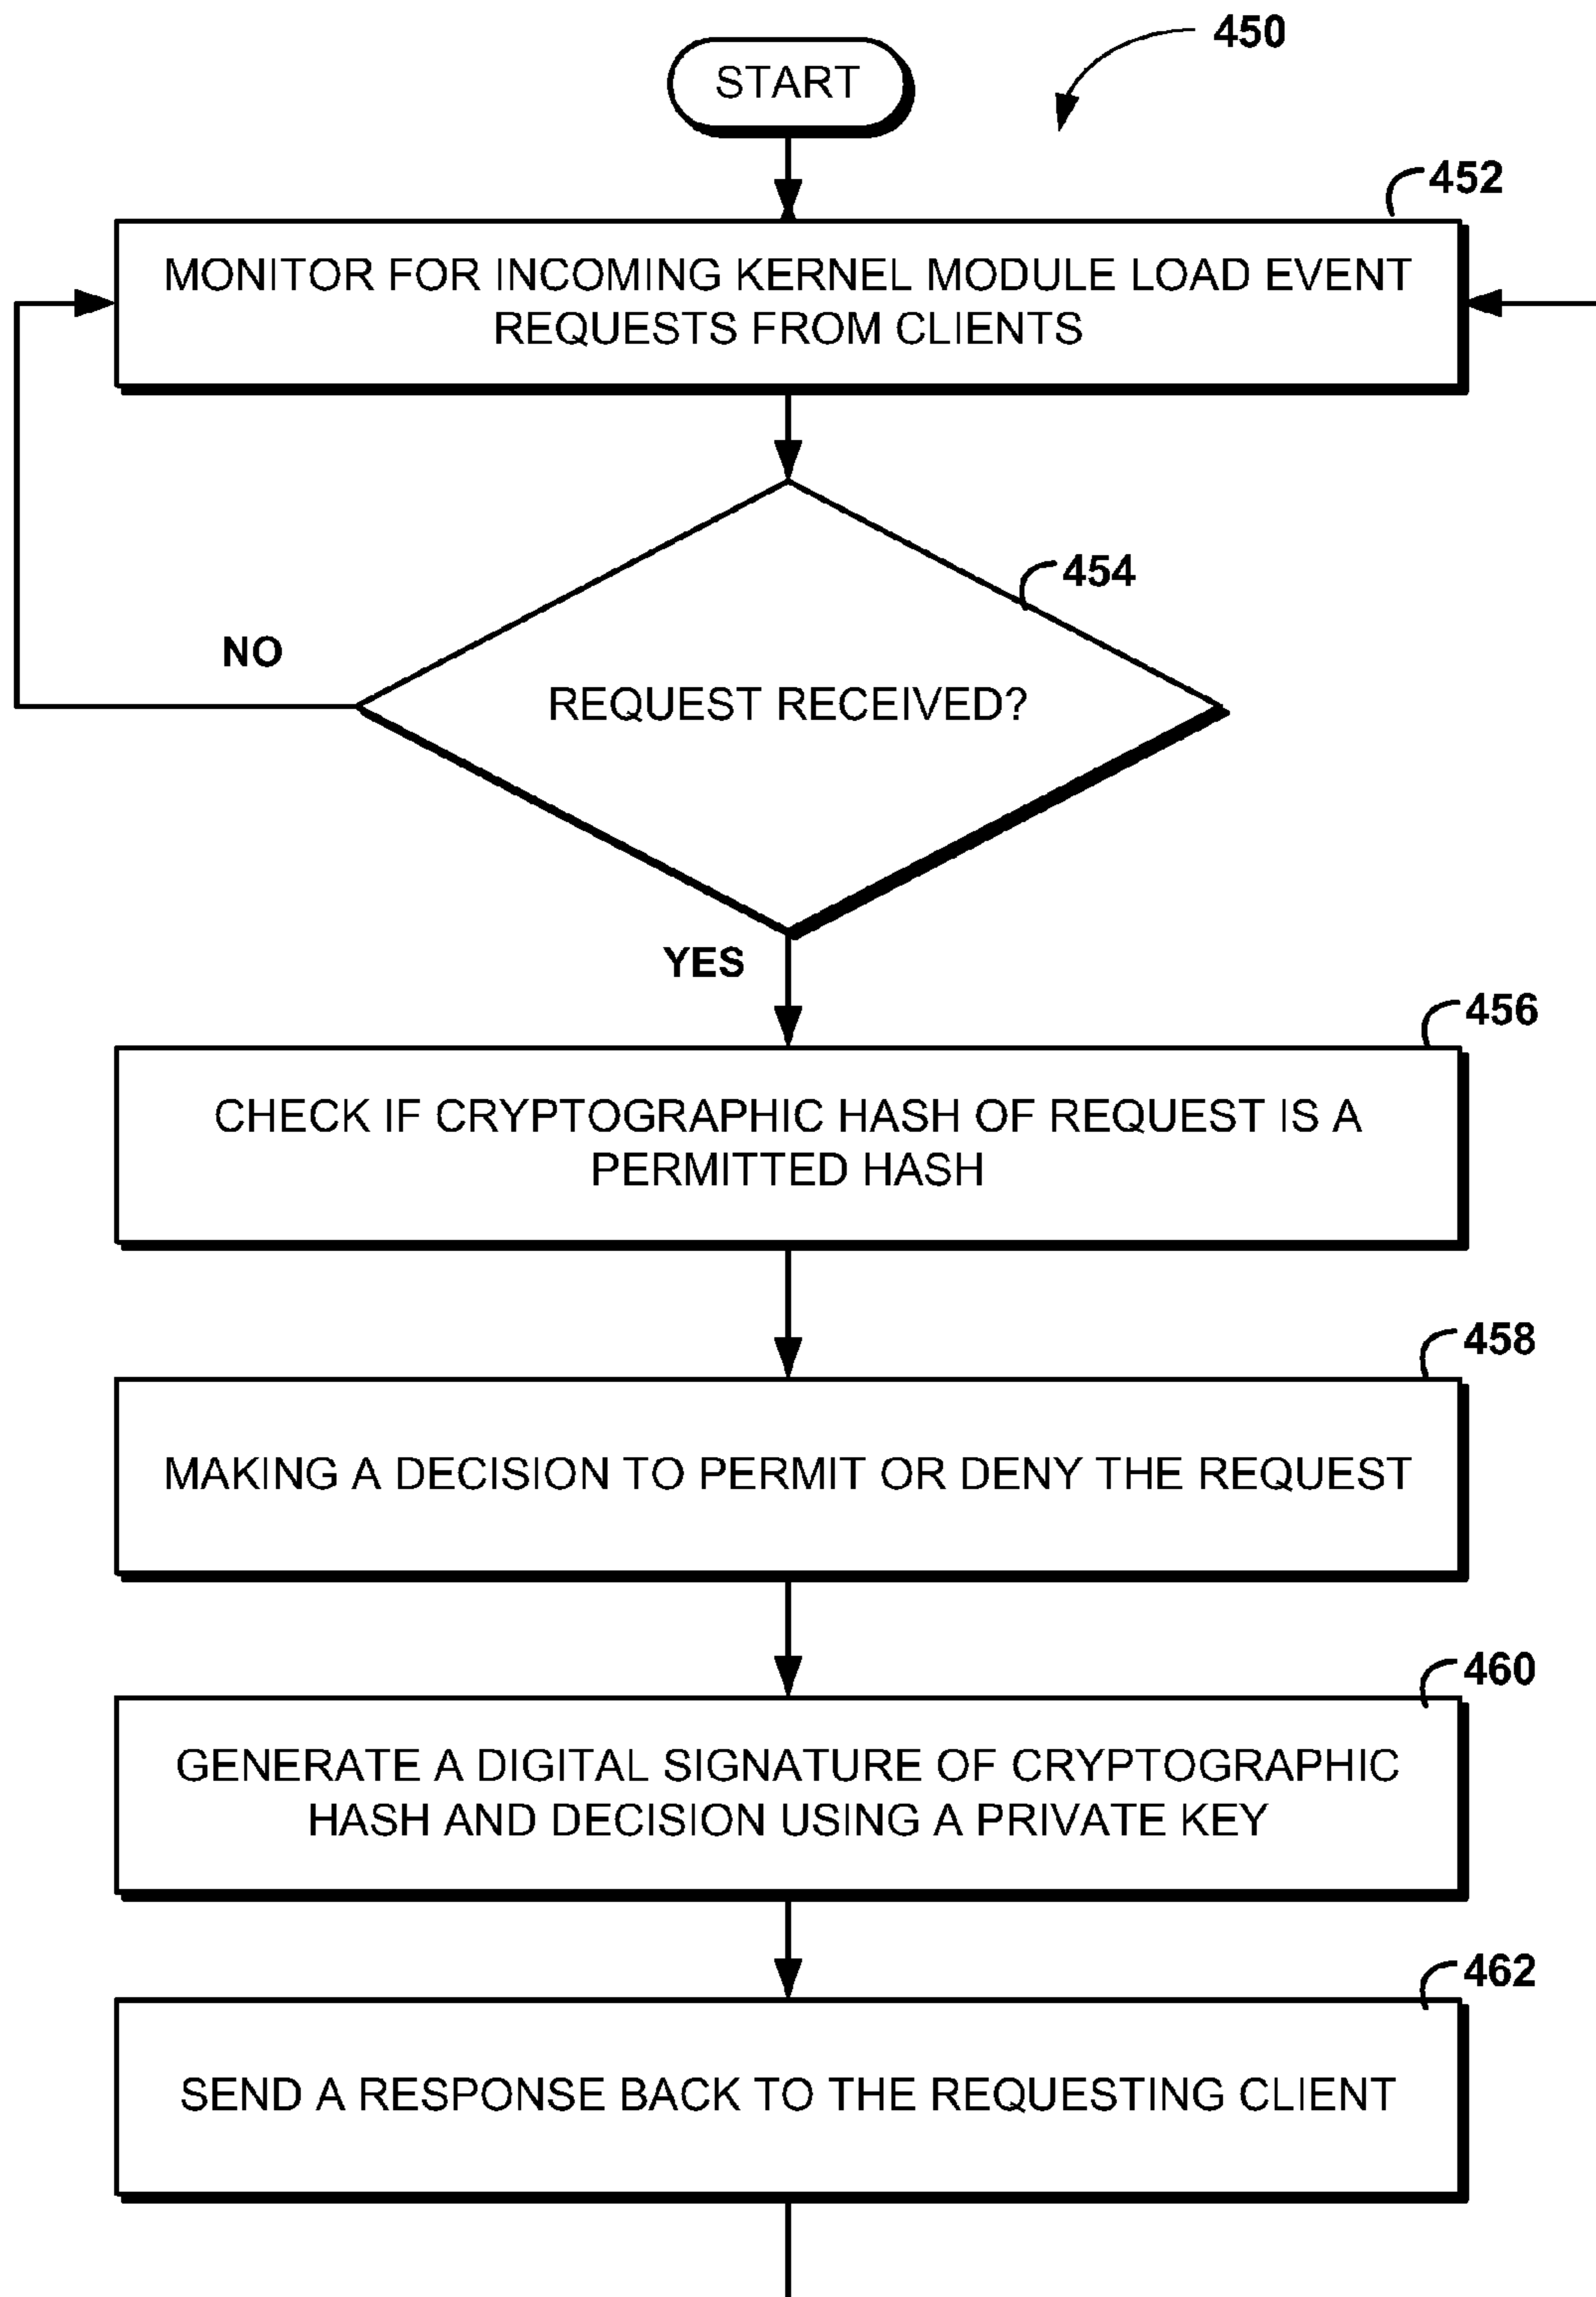 450
START
452
MONITOR FOR INCOMING KERNEL MODULE LOAD EVENT
REQUESTS FROM CLIENTS
454
NO
REQUEST RECEIVED?
YES
456
CHECK IF CRYPTOGRAPHIC HASH OF REQUEST IS A
PERMITTED HASH
458
MAKING A DECISION TO PERMIT OR DENY THE REQUEST
460
GENERATE A DIGITAL SIGNATURE OF CRYPTOGRAPHIC
HASH AND DECISION USING A PRIVATE KEY
462
SEND A RESPONSE BACK TO THE REQUESTING CLIENT